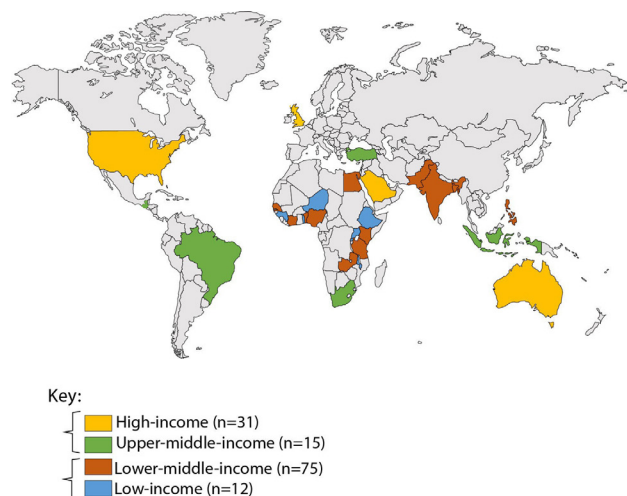 Key:
High-income (n=31)
Upper-middle-income (n=15)
Lower-middle-income (n=75)
Low-income (n=12)